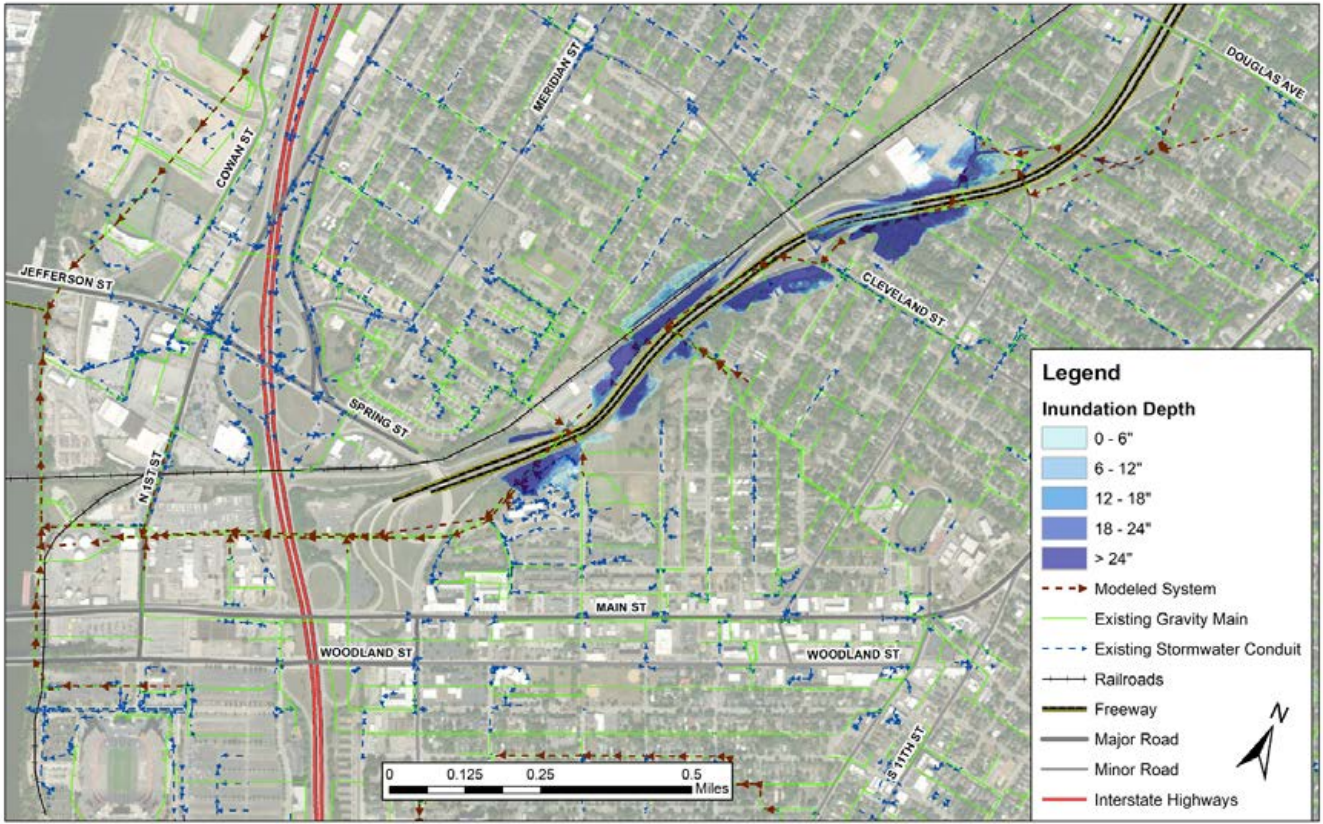 DOUGLAS AVE
MERIDIAN ST
COWAN ST
JEFFERSON ST
CLEVELAND ST
SPRING ST
N 1ST ST
MAIN ST
WOODLAND ST
WOODLAND ST
S 11TH ST
0 0.125 0.25 0.5
Miles
Legend
Inundation Depth
0 - 6"
6 - 12"
12 - 18"
18 - 24"
> 24"
Modeled System
Existing Gravity Main
Existing Stormwater Conduit
Railroads
Freeway
Major Road
Minor Road
Interstate Highways
N